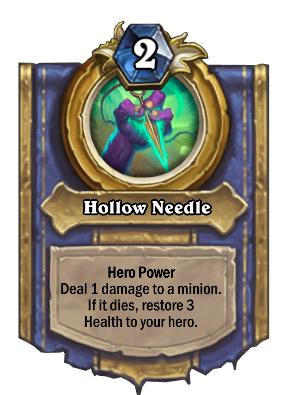 2
Hollow Needle
Hero Power
Deal 1 damage to a minion.
If it dies, restore 3
Health to your hero.